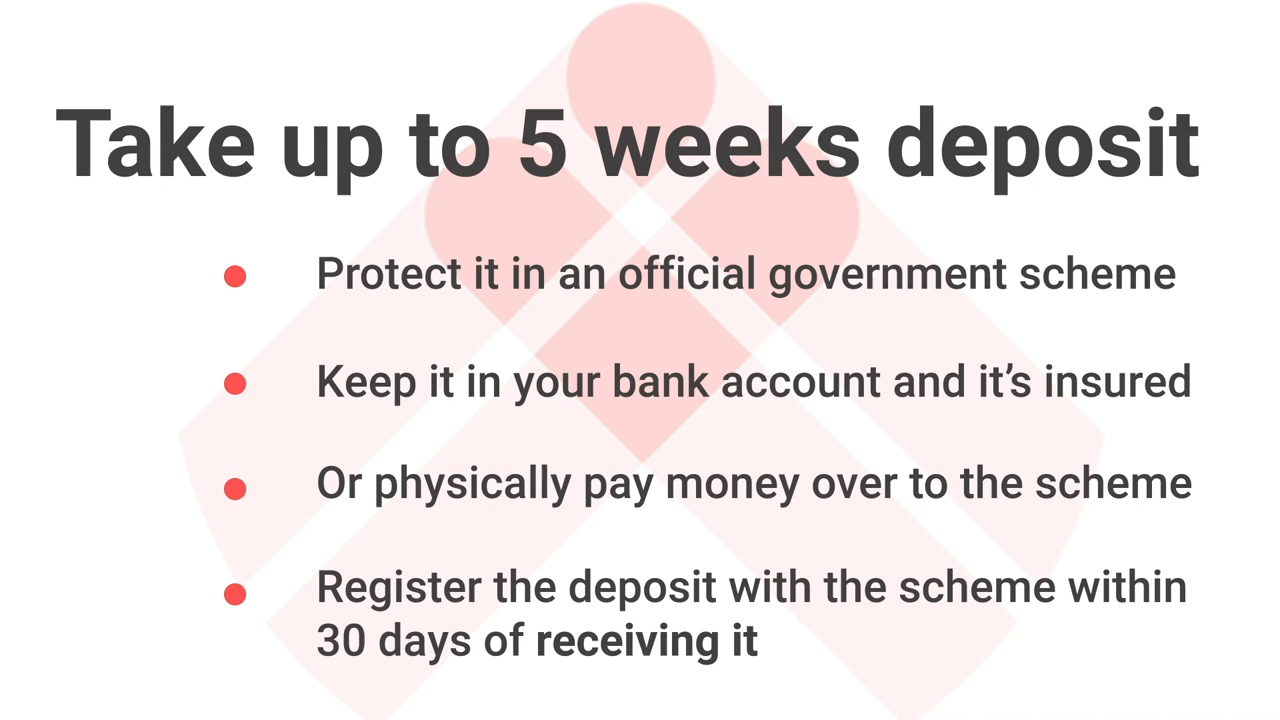 Take up to 5 weeks deposit
Protect it in an official government scheme
Keep it in your bank account and it’s insured
Or physically pay money over to the scheme
Register the deposit with the scheme within
30 days of receiving it